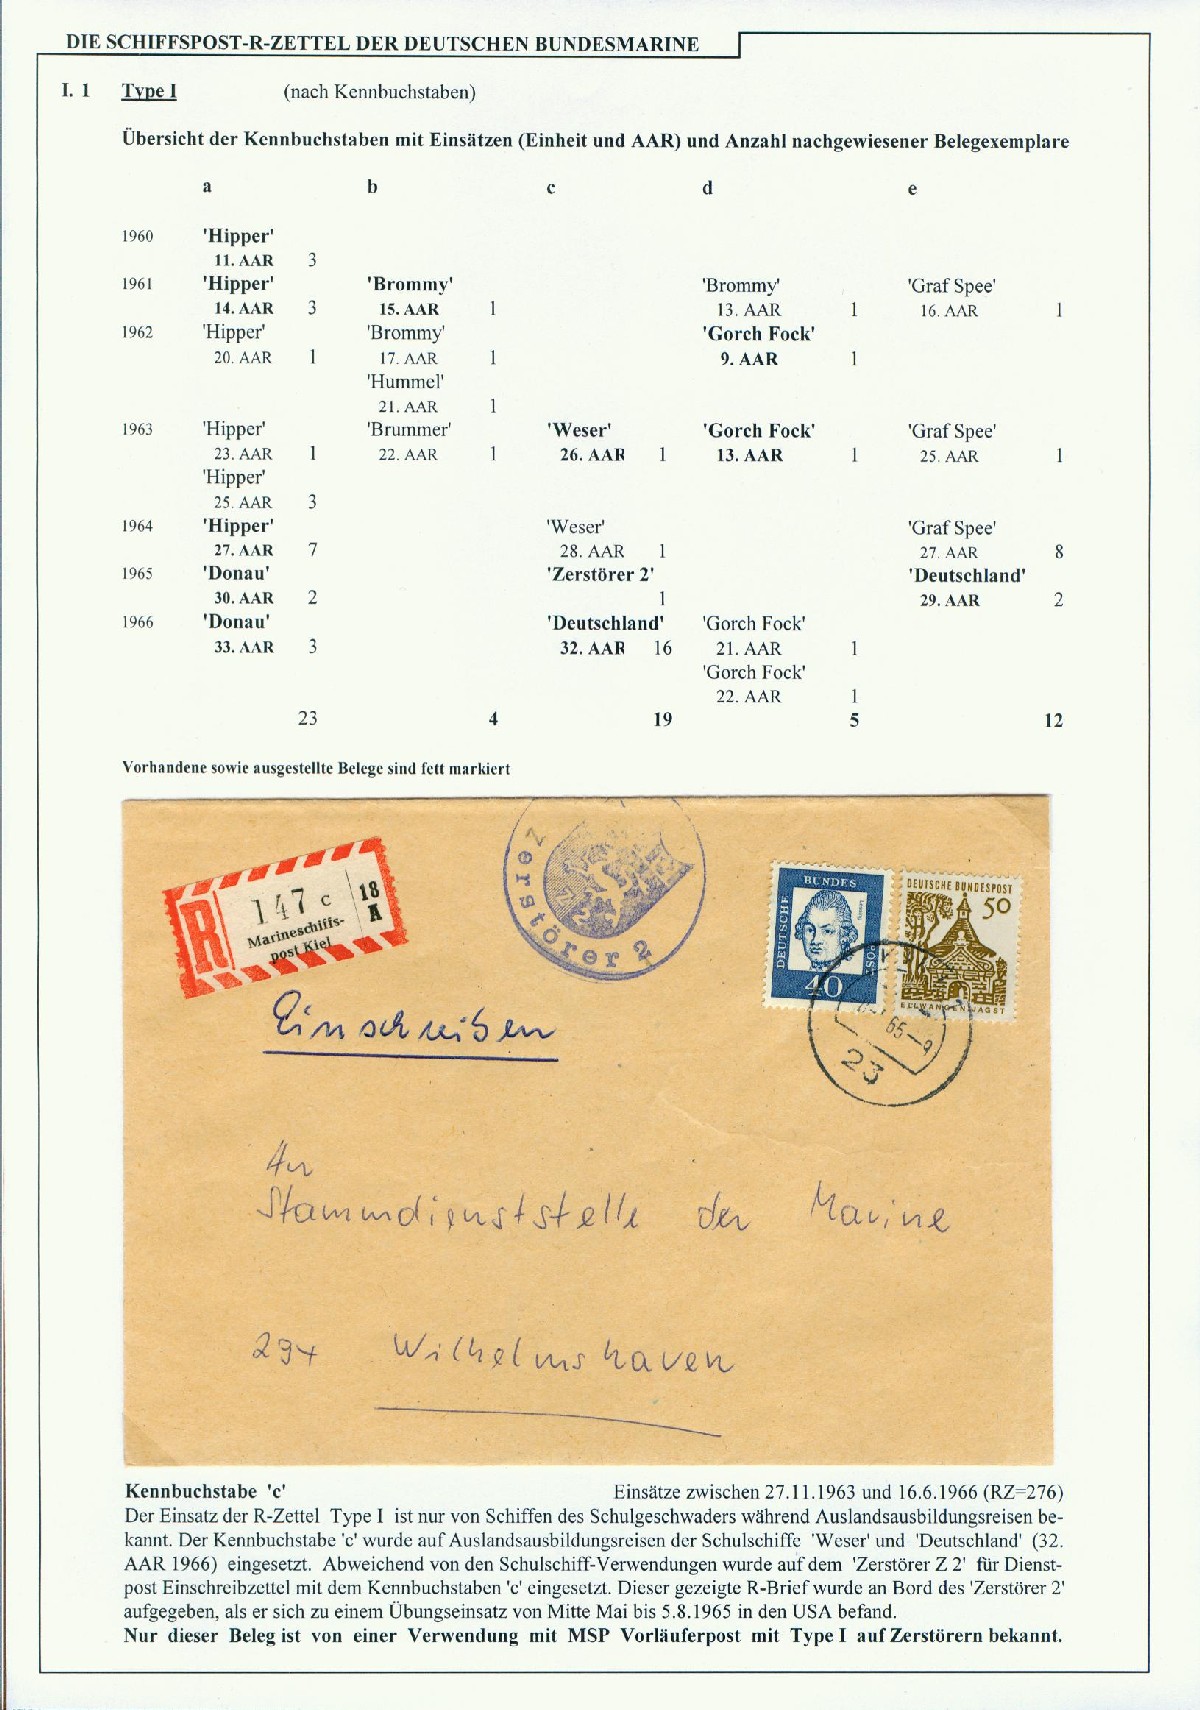 DIE SCHIFFSPOST-R-ZETTEL DER DEUTSCHEN BUNDESMARINE
I. 1 Type I (nach Kennbuchstaben)
Übersicht der Kennbuchstaben mit Einsätzen (Einheit und AAR) und Anzahl nachgewiesener Belegexemplare
a b c d e
1960 'Hipper'
11. AAR 3
1961 'Hipper' 'Brommy' 'Brommy' 'Graf Spee'
14. AAR 3 15. AAR 1 13. AAR 1 16. AAR 1
1962 'Hipper' 'Brommy' 'Gorch Fock'
20. AAR 1 17. AAR 1 9. AAR 1
'Hummel'
21. AAR 1
1963 'Hipper' 'Brummer' 'Weser' 'Gorch Fock' 'Graf Spee'
23. AAR 1 22. AAR 1 26. AAR 1 13. AAR 1 25. AAR 1
'Hipper'
25. AAR 3
1964 'Hipper' 'Weser' 'Graf Spee'
27. AAR 7 28. AAR 1 27. AAR 8
1965 'Donau' 'Zerstörer 2' 'Deutschland'
30. AAR 2 1 29. AAR 2
1966 'Donau' 'Deutschland' 'Gorch Fock'
33. AAR 3 32. AAR 16 21. AAR 1
'Gorch Fock'
22. AAR 1
23 4 19 5 12
Vorhandene sowie ausgestellte Belege sind fett markiert
R 147 c 18 A
Marineschiffs-
post Kiel
Zerstörer 2
DEUTSCHE BUNDESPOST
40
DEUTSCHE BUNDESPOST
50
ELLWANGEN/JAGST
65
23
Einschreiben
An
Stammdienststelle der Marine
294 Wilhelmshaven
Kennbuchstabe 'c' Einsätze zwischen 27.11.1963 und 16.6.1966 (RZ=276)
Der Einsatz der R-Zettel Type I ist nur von Schiffen des Schulgeschwaders während Auslandsausbildungsreisen be-
kannt. Der Kennbuchstabe 'c' wurde auf Auslandsausbildungsreisen der Schulschiffe 'Weser' und 'Deutschland' (32.
AAR 1966) eingesetzt. Abweichend von den Schulschiff-Verwendungen wurde auf dem 'Zerstörer Z 2' für Dienst-
post Einschreibzettel mit dem Kennbuchstaben 'c' eingesetzt. Dieser gezeigte R-Brief wurde an Bord des 'Zerstörer 2'
aufgegeben, als er sich zu einem Übungseinsatz von Mitte Mai bis 5.8.1965 in den USA befand.
Nur dieser Beleg ist von einer Verwendung mit MSP Vorläuferpost mit Type I auf Zerstörern bekannt.